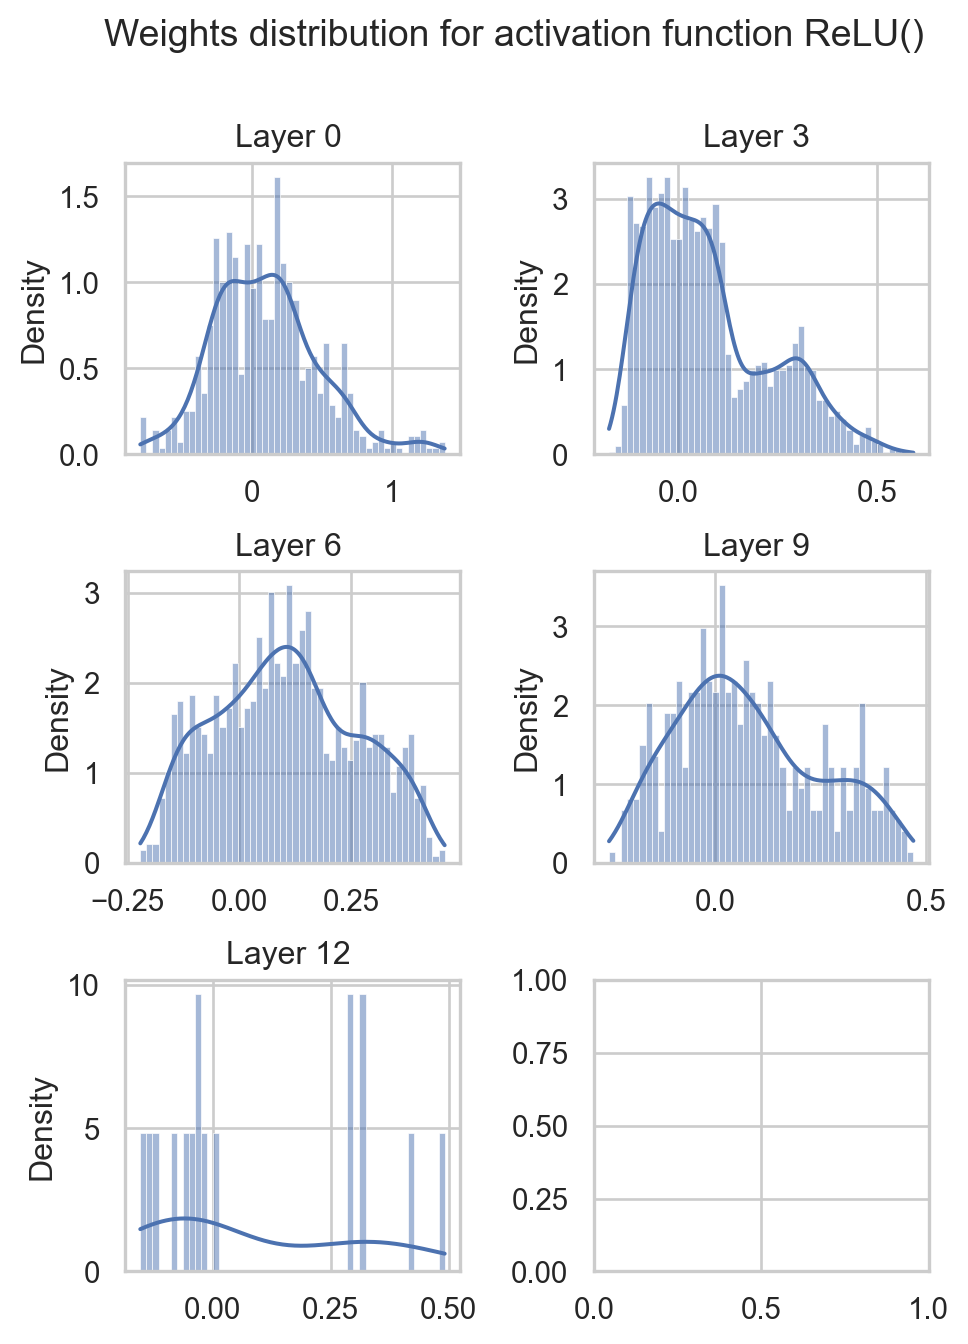 Weights distribution for activation function ReLU()
Layer 0
Layer 3
1.5
1.0
0.5
0.0
Density
0 1
3
2
1
0
Density
0.0 0.5
Layer 6
Layer 9
3
2
1
0
Density
−0.25 0.00 0.25
3
2
1
0
Density
0.0 0.5
Layer 12
10
5
0
Density
0.00 0.25 0.50
1.00
0.75
0.50
0.25
0.00
0.0 0.5 1.0